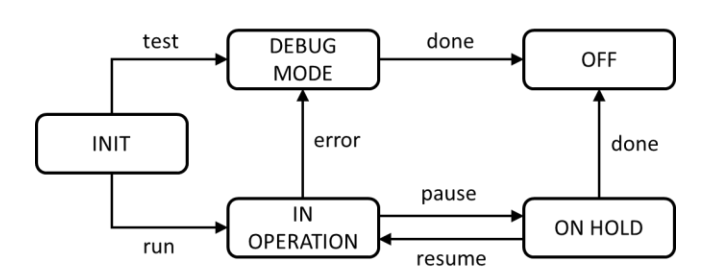 test
DEBUG
MODE
done
OFF
INIT
error
done
run
IN
OPERATION
pause
resume
ON HOLD